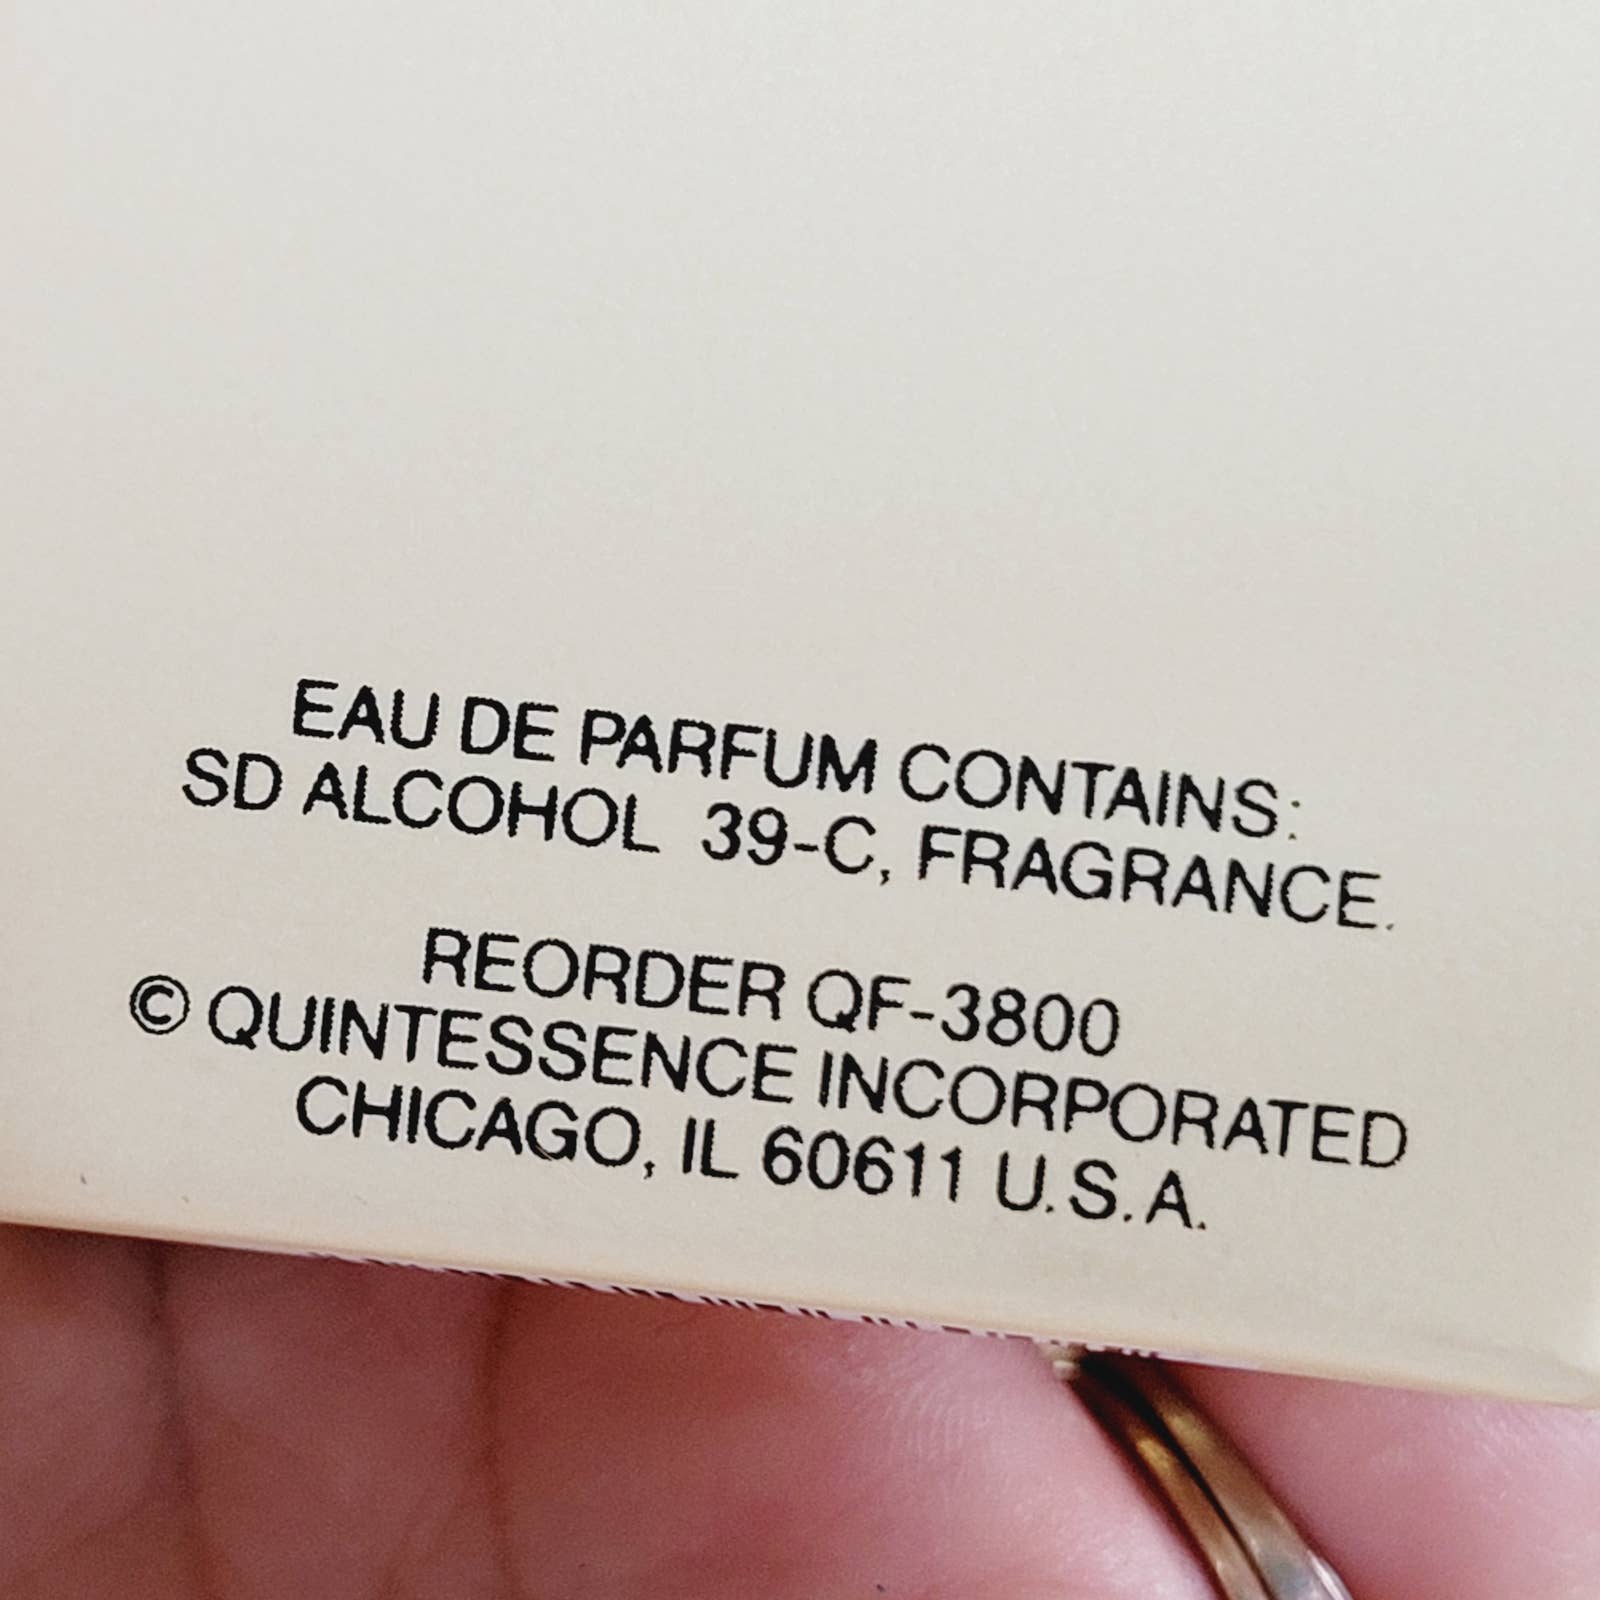 EAU DE PARFUM CONTAINS:
SD ALCOHOL 39-C, FRAGRANCE.
REORDER QF-3800
© QUINTESSENCE INCORPORATED
CHICAGO, IL 60611 U.S.A.